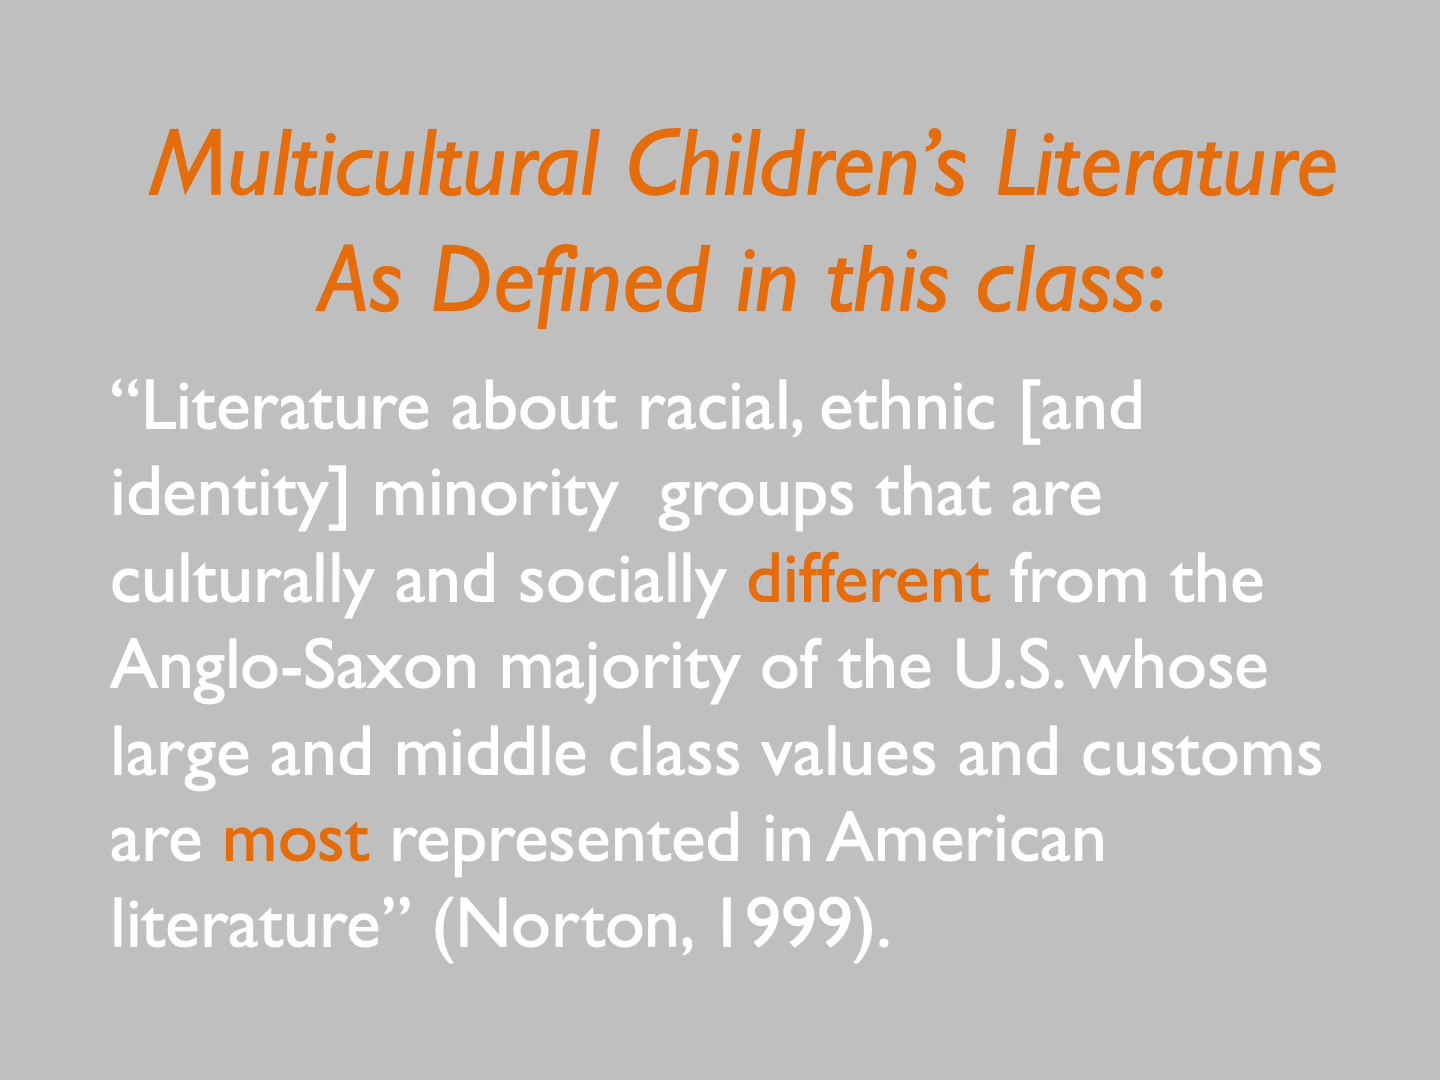 Multicultural Children’s Literature
As Defined in this class:
“Literature about racial, ethnic [and
identity] minority  groups that are
culturally and socially different from the
Anglo-Saxon majority of the U.S. whose
large and middle class values and customs
are most represented in American
literature” (Norton, 1999).